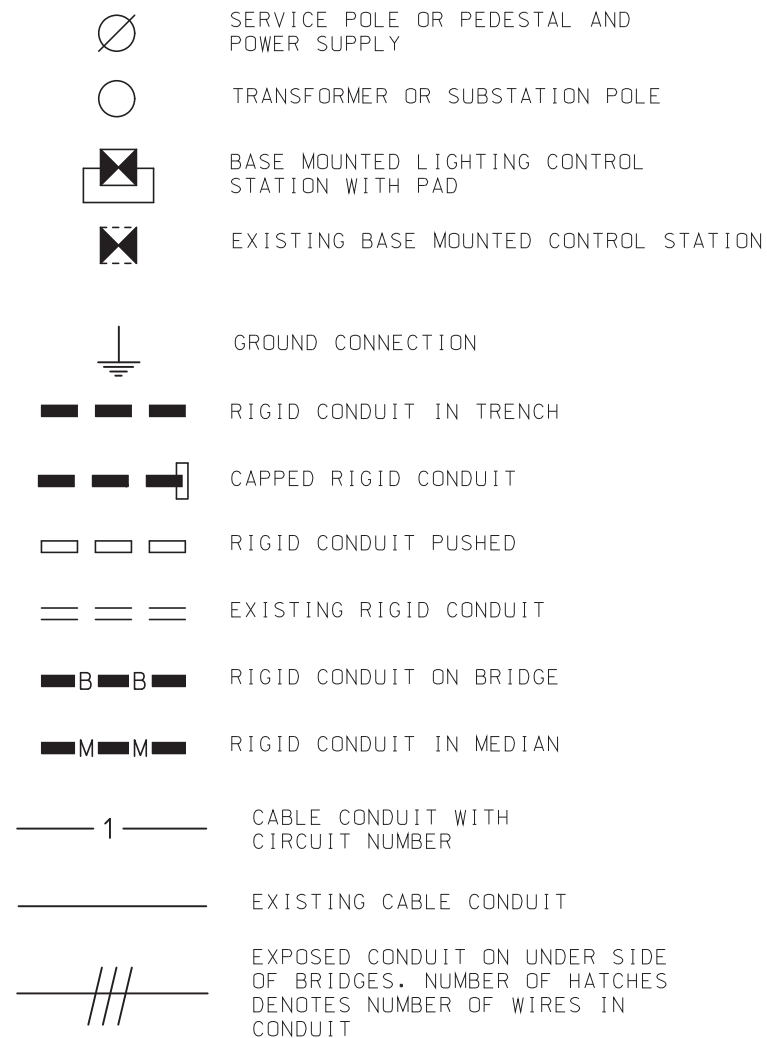 SERVICE POLE OR PEDESTAL AND
POWER SUPPLY
TRANSFORMER OR SUBSTATION POLE
BASE MOUNTED LIGHTING CONTROL
STATION WITH PAD
EXISTING BASE MOUNTED CONTROL STATION
GROUND CONNECTION
RIGID CONDUIT IN TRENCH
CAPPED RIGID CONDUIT
RIGID CONDUIT PUSHED
EXISTING RIGID CONDUIT
B B RIGID CONDUIT ON BRIDGE
M M RIGID CONDUIT IN MEDIAN
1 CABLE CONDUIT WITH
CIRCUIT NUMBER
EXISTING CABLE CONDUIT
EXPOSED CONDUIT ON UNDER SIDE
OF BRIDGES. NUMBER OF HATCHES
DENOTES NUMBER OF WIRES IN
CONDUIT